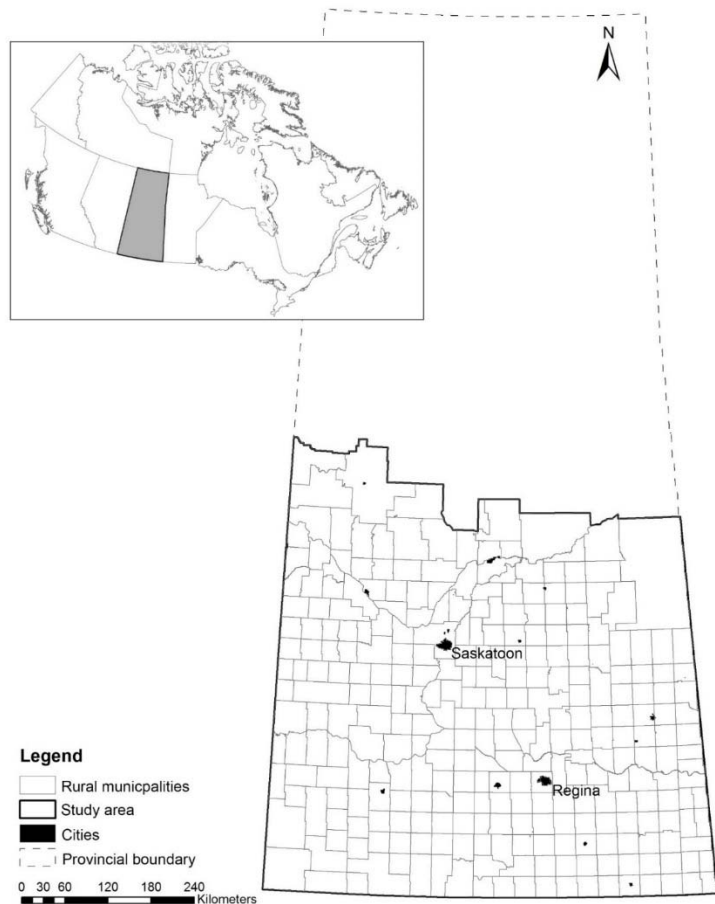 N
Saskatoon
Regina
Legend
Rural municpalities
Study area
Cities
Provincial boundary
0 30 60 120 180 240
Kilometers